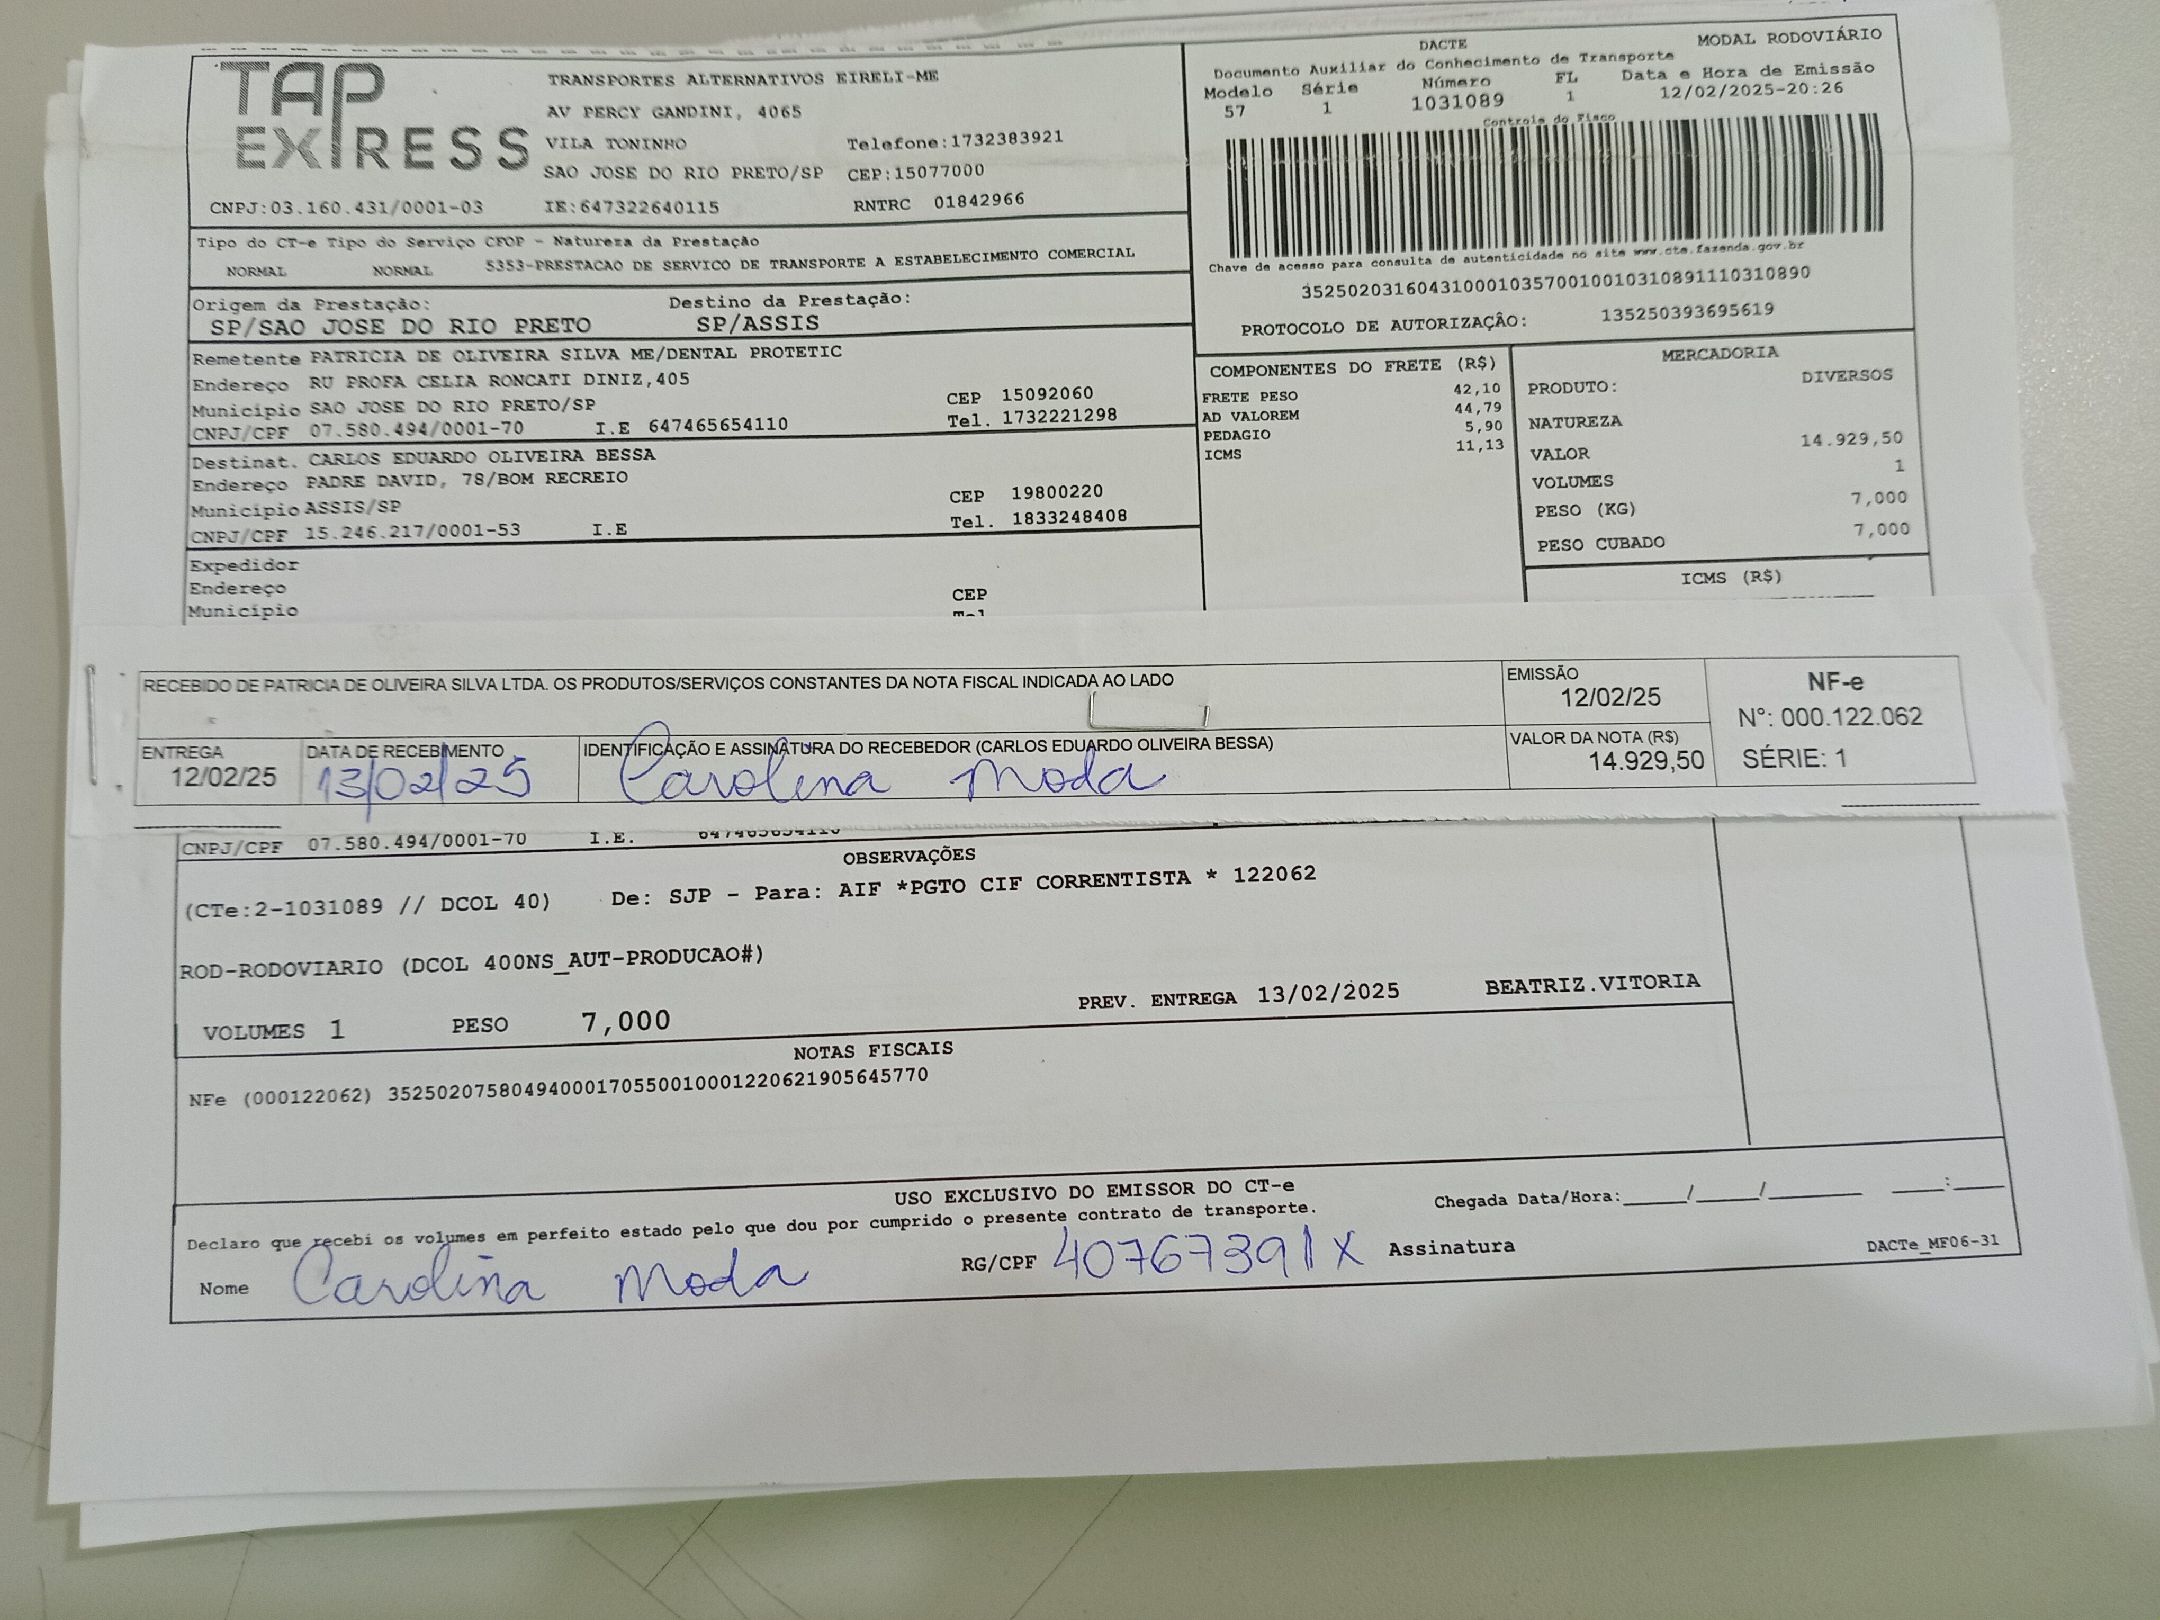 TAP EXPRESS
TRANSPORTES ALTERNATIVOS EIRELI-ME
AV PERCY GANDINI, 4065
VILA TONINHO Telefone:1732383921
SAO JOSE DO RIO PRETO/SP CEP:15077000
CNPJ:03.160.431/0001-03 IE:647322640115 RNTRC 01842966
DACTE MODAL RODOVIÁRIO
Documento Auxiliar do Conhecimento de Transporte
Modelo Série Número FL Data e Hora de Emissão
57 1 1031089 1 12/02/2025-20:26
Controle do Fisco
Chave de acesso para consulta de autenticidade no site www.cte.fazenda.gov.br
35250203160431000103570010010310891110310890
PROTOCOLO DE AUTORIZAÇÃO: 135250393695619
Tipo do CT-e Tipo do Serviço CFOP - Natureza da Prestação
NORMAL NORMAL 5353-PRESTACAO DE SERVICO DE TRANSPORTE A ESTABELECIMENTO COMERCIAL
Origem da Prestação: Destino da Prestação:
SP/SAO JOSE DO RIO PRETO SP/ASSIS
Remetente PATRICIA DE OLIVEIRA SILVA ME/DENTAL PROTETIC
Endereço RU PROFA CELIA RONCATI DINIZ,405
Município SAO JOSE DO RIO PRETO/SP CEP 15092060
CNPJ/CPF 07.580.494/0001-70 I.E 647465654110 Tel. 1732221298
Destinat. CARLOS EDUARDO OLIVEIRA BESSA
Endereço PADRE DAVID, 78/BOM RECREIO
Município ASSIS/SP CEP 19800220
CNPJ/CPF 15.246.217/0001-53 I.E Tel. 1833248408
Expedidor
Endereço
Município CEP
COMPONENTES DO FRETE (R$)
FRETE PESO 42,10
AD VALOREM 44,79
PEDAGIO 5,90
ICMS 11,13
MERCADORIA
PRODUTO: DIVERSOS
NATUREZA
VALOR 14.929,50
VOLUMES 1
PESO (KG) 7,000
PESO CUBADO 7,000
ICMS (R$)
RECEBIDO DE PATRICIA DE OLIVEIRA SILVA LTDA. OS PRODUTOS/SERVIÇOS CONSTANTES DA NOTA FISCAL INDICADA AO LADO
EMISSÃO
12/02/25
NF-e
Nº: 000.122.062
SÉRIE: 1
ENTREGA
12/02/25
DATA DE RECEBIMENTO
13/02/25
IDENTIFICAÇÃO E ASSINATURA DO RECEBEDOR (CARLOS EDUARDO OLIVEIRA BESSA)
Carolina Moda
VALOR DA NOTA (R$)
14.929,50
CNPJ/CPF 07.580.494/0001-70 I.E. 647465654110
OBSERVAÇÕES
(CTe:2-1031089 // DCOL 40) De: SJP - Para: AIF *PGTO CIF CORRENTISTA * 122062
ROD-RODOVIARIO (DCOL 400NS_AUT-PRODUCAO#)
VOLUMES 1 PESO 7,000 PREV. ENTREGA 13/02/2025 BEATRIZ.VITORIA
NOTAS FISCAIS
NFe (000122062) 35250207580494000170550010001220621905645770
USO EXCLUSIVO DO EMISSOR DO CT-e
Declaro que recebi os volumes em perfeito estado pelo que dou por cumprido o presente contrato de transporte. Chegada Data/Hora:____/____/______ ___:___
Nome Carolina Moda RG/CPF 40767391X Assinatura DACTe_MF06-31